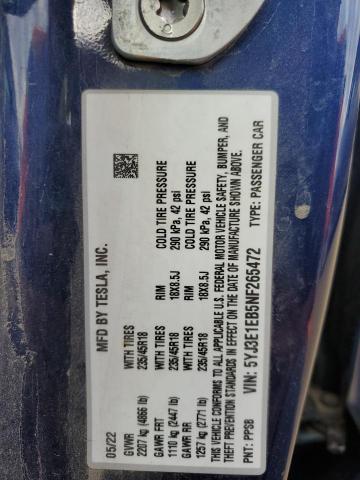 MFD BY TESLA, INC.
05/22
GVWR WITH TIRES RIM COLD TIRE PRESSURE
2207 kg (4866 lb) 235/45R18 18X8.5J 290 kPa, 42 psi
GAWR FRT WITH TIRES RIM COLD TIRE PRESSURE
1110 kg (2447 lb) 235/45R18 18X8.5J 290 kPa, 42 psi
GAWR RR
1257 kg (2771 lb)
THIS VEHICLE CONFORMS TO ALL APPLICABLE U.S. FEDERAL MOTOR VEHICLE SAFETY, BUMPER, AND
THEFT PREVENTION STANDARDS IN EFFECT ON THE DATE OF MANUFACTURE SHOWN ABOVE.
PNT: PPSB VIN: 5YJ3E1EB5NF265472 TYPE: PASSENGER CAR